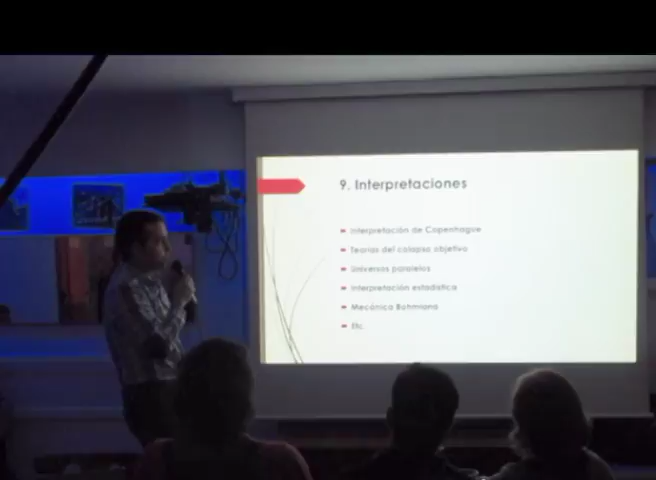 9. Interpretaciones
Interpretación de Copenhague
Teorías del colapso objetivo
Universos paralelos
Interpretación estadística
Mecánica Bohmiana
Etc.